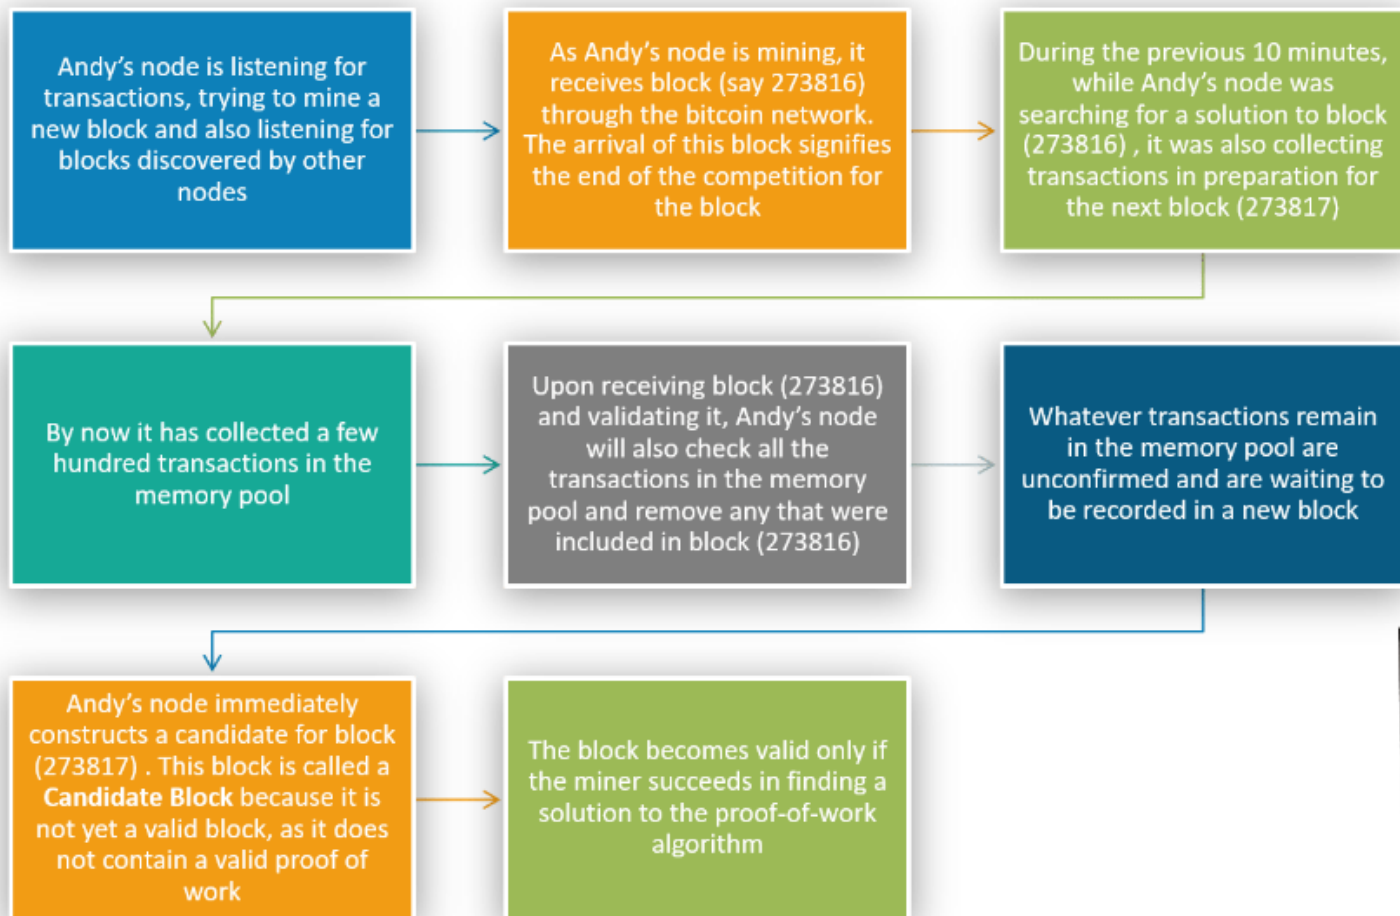 Andy’s node is listening for
transactions, trying to mine a
new block and also listening for
blocks discovered by other
nodes
As Andy’s node is mining, it
receives block (say 273816)
through the bitcoin network.
The arrival of this block signifies
the end of the competition for
the block
During the previous 10 minutes,
while Andy’s node was
searching for a solution to block
(273816) , it was also collecting
transactions in preparation for
the next block (273817)
By now it has collected a few
hundred transactions in the
memory pool
Upon receiving block (273816)
and validating it, Andy’s node
will also check all the
transactions in the memory
pool and remove any that were
included in block (273816)
Whatever transactions remain
in the memory pool are
unconfirmed and are waiting to
be recorded in a new block
Andy’s node immediately
constructs a candidate for block
(273817) . This block is called a
Candidate Block because it is
not yet a valid block, as it does
not contain a valid proof of
work
The block becomes valid only if
the miner succeeds in finding a
solution to the proof-of-work
algorithm